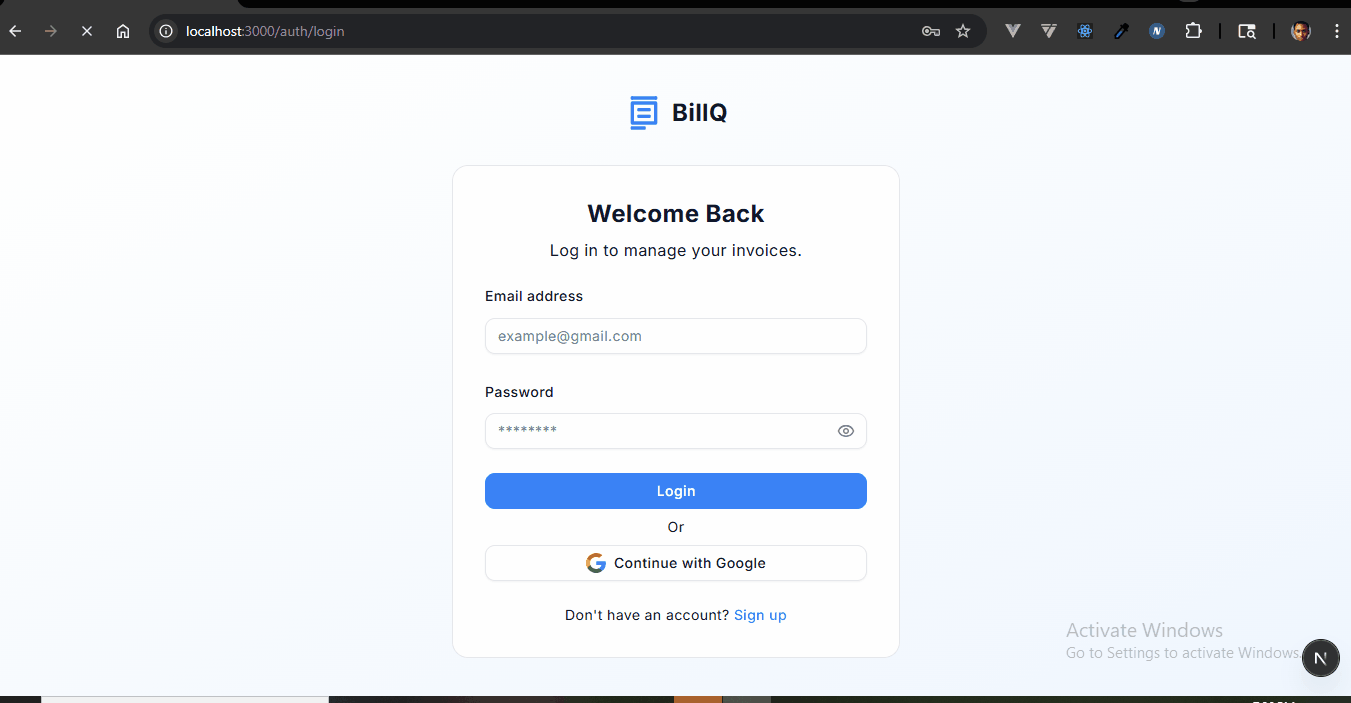 localhost:3000/auth/login
BillQ
Welcome Back
Log in to manage your invoices.
Email address
example@gmail.com
Password
********
Login
Or
Continue with Google
Don't have an account? Sign up
Activate Windows
Go to Settings to activate Windows.
N